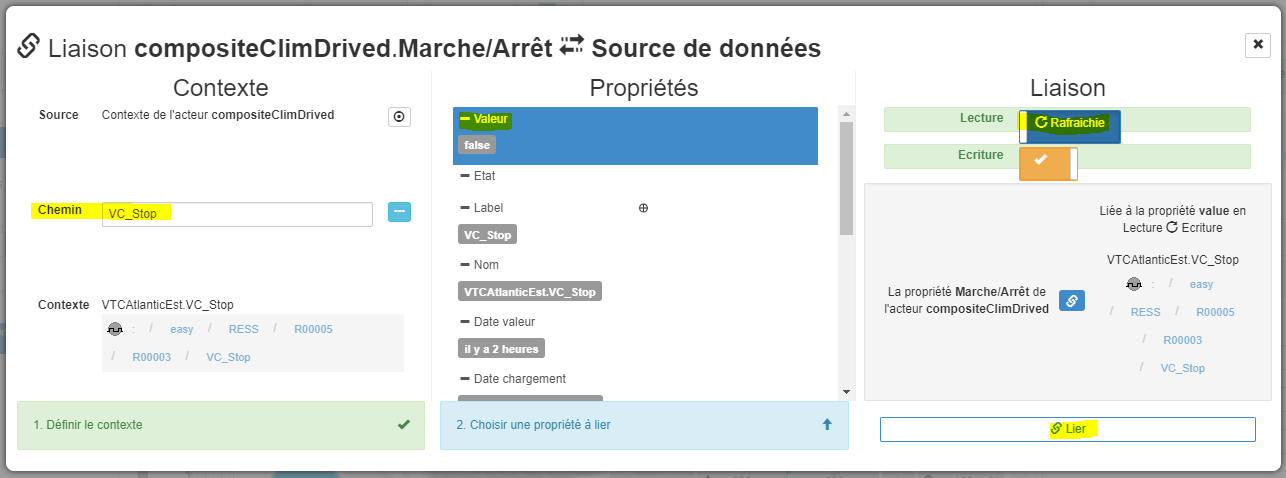 Liaison compositeClimDrived.Marche/Arrêt Source de données
Contexte
Source Contexte de l'acteur compositeClimDrived
Chemin VC_Stop
Contexte VTCAtlanticEst.VC_Stop
: / easy / RESS / R00005
/ R00003 / VC_Stop
1. Définir le contexte
Propriétés
Valeur
false
Etat
Label
VC_Stop
Nom
VTCAtlanticEst.VC_Stop
Date valeur
il y a 2 heures
Date chargement
2. Choisir une propriété à lier
Liaison
Lecture Rafraichie
Ecriture
La propriété Marche/Arrêt de
l'acteur compositeClimDrived
Liée à la propriété value en
Lecture Ecriture
VTCAtlanticEst.VC_Stop
: / easy
/ RESS / R00005
/ R00003
/ VC_Stop
Lier